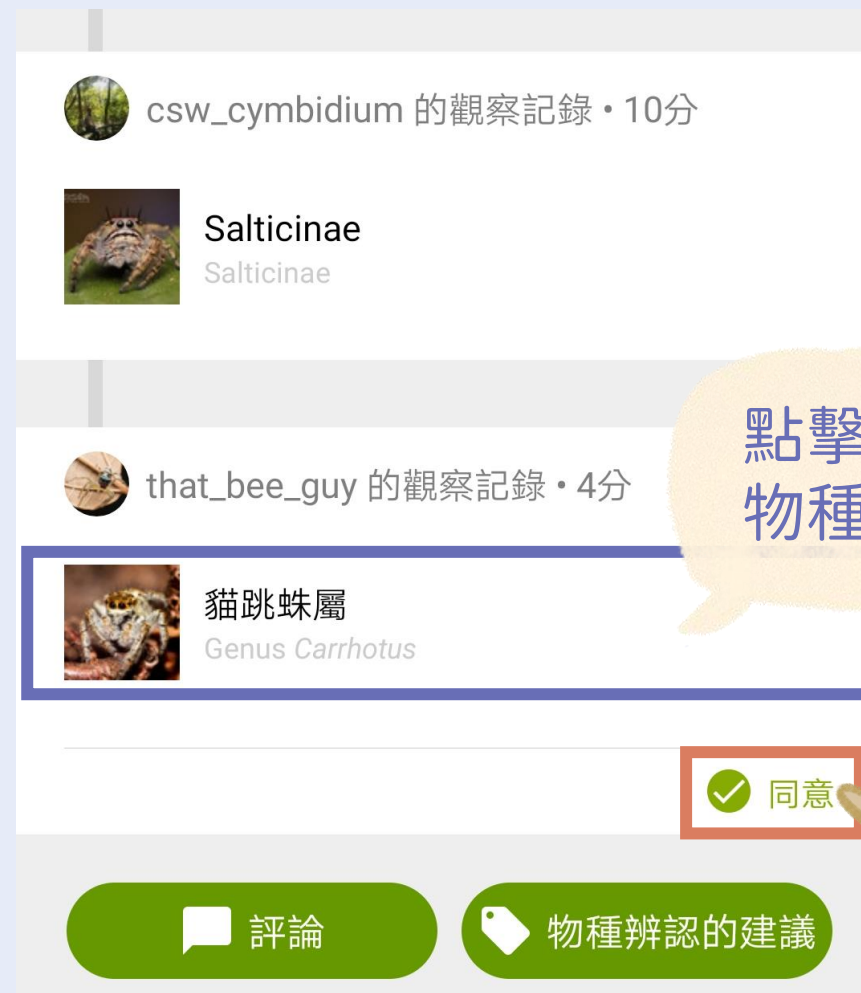 csw_cymbidium 的觀察記錄 • 10分
Salticinae
Salticinae
點擊
物種
that_bee_guy 的觀察記錄 • 4分
貓跳蛛屬
Genus Carrhotus
同意
評論
物種辨認的建議